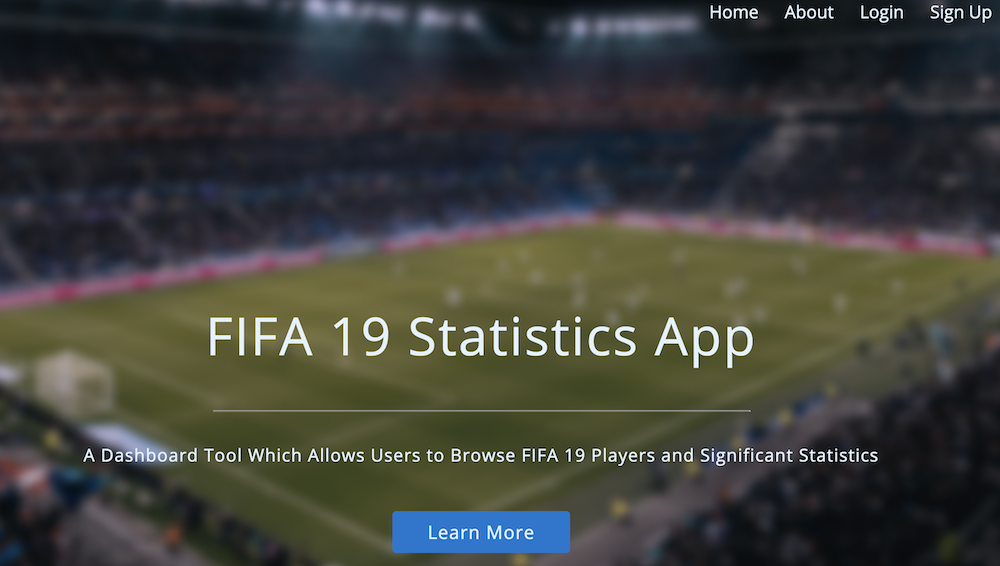 Home About Login Sign Up
FIFA 19 Statistics App
A Dashboard Tool Which Allows Users to Browse FIFA 19 Players and Significant Statistics
Learn More